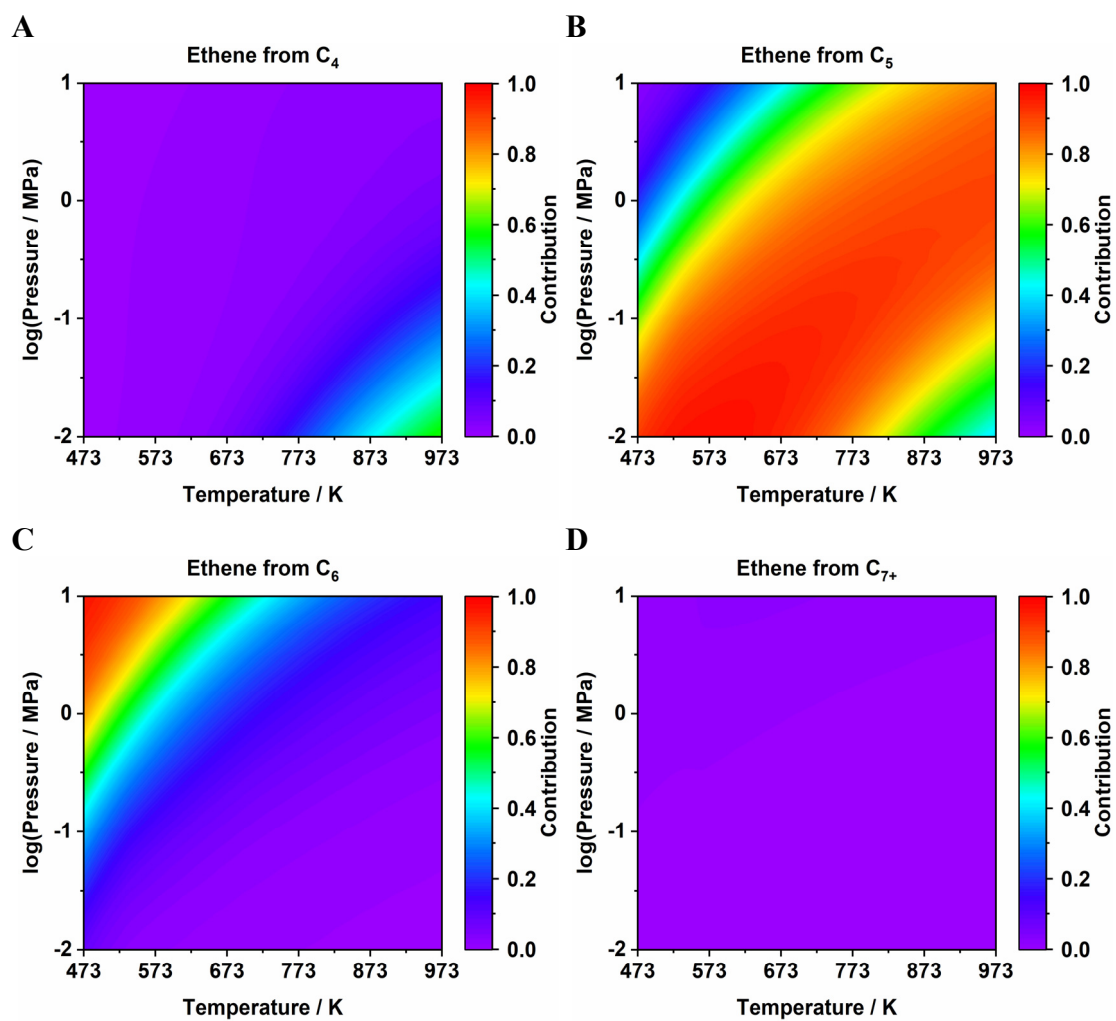 A
Ethene from C4
1
0
-1
-2
473 573 673 773 873 973
Temperature / K
log(Pressure / MPa)
1.0
0.8
0.6
0.4
0.2
0.0
Contribution
B
Ethene from C5
1
0
-1
-2
473 573 673 773 873 973
Temperature / K
log(Pressure / MPa)
1.0
0.8
0.6
0.4
0.2
0.0
Contribution
C
Ethene from C6
1
0
-1
-2
473 573 673 773 873 973
Temperature / K
log(Pressure / MPa)
1.0
0.8
0.6
0.4
0.2
0.0
Contribution
D
Ethene from C7+
1
0
-1
-2
473 573 673 773 873 973
Temperature / K
log(Pressure / MPa)
1.0
0.8
0.6
0.4
0.2
0.0
Contribution